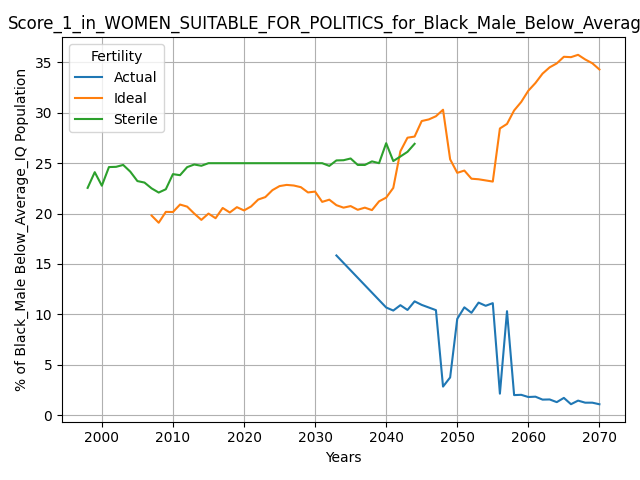 Score_1_in_WOMEN_SUITABLE_FOR_POLITICS_for_Black_Male_Below_Averag
Fertility
Actual
Ideal
Sterile
% of Black_Male Below_Average_IQ Population
35
30
25
20
15
10
5
0
2000 2010 2020 2030 2040 2050 2060 2070
Years